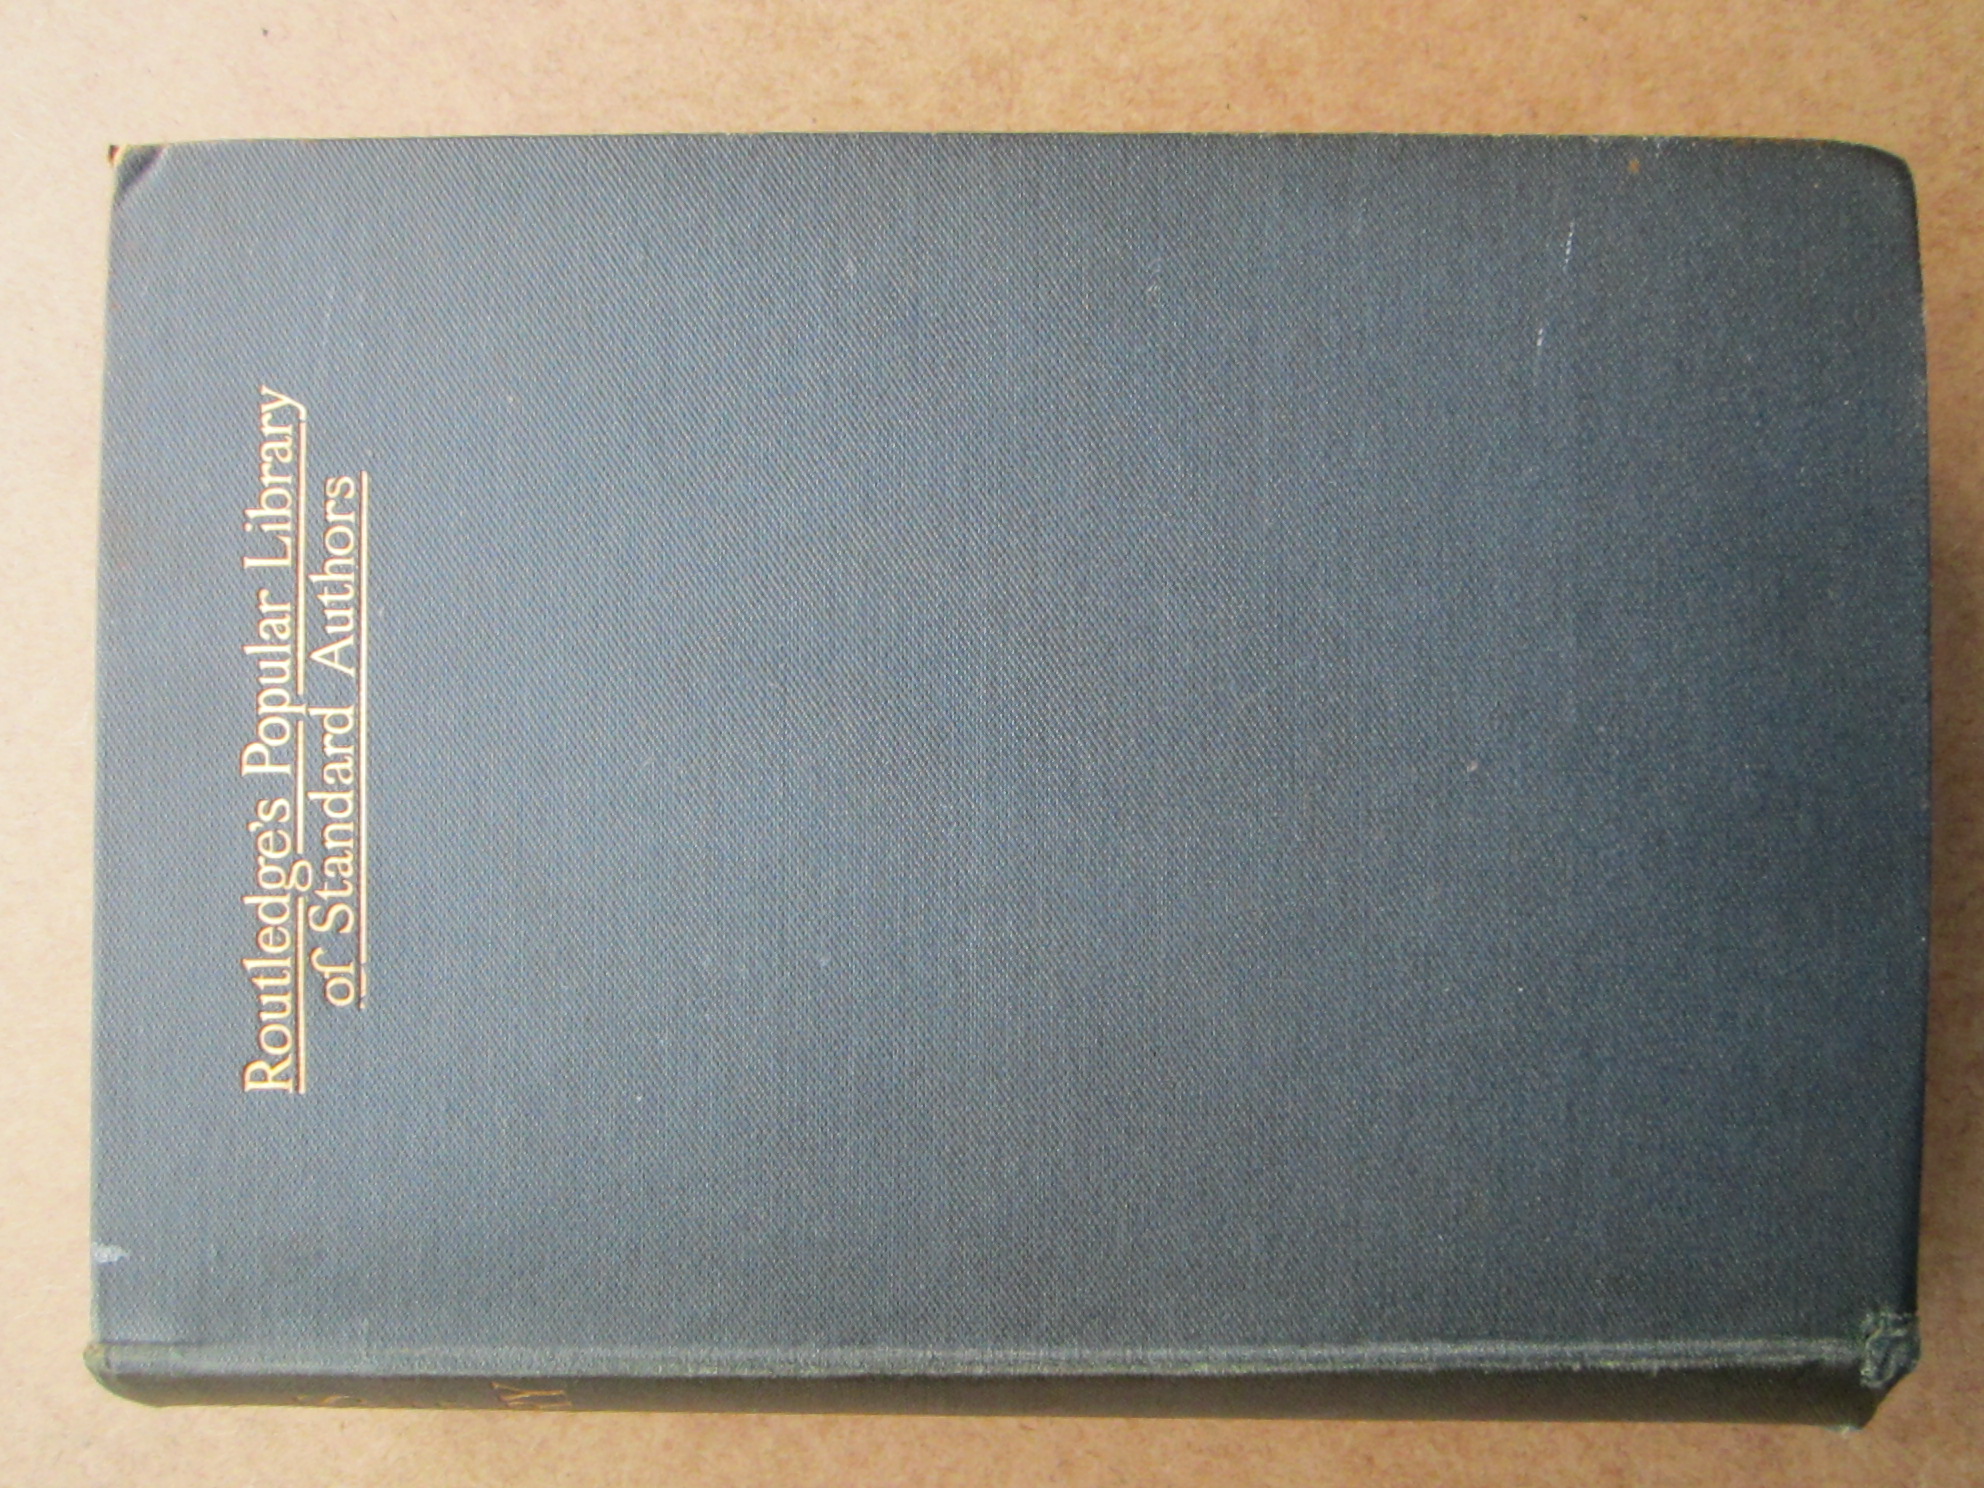 Routledge's Popular Library
of Standard Authors